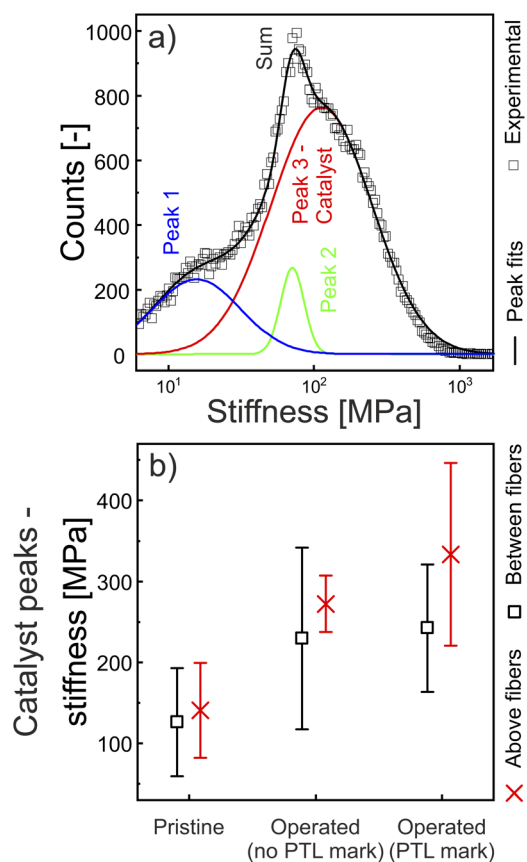 a)
1000
800
600
400
200
0
Counts [-]
Sum
Peak 1
Peak 3 -
Catalyst
Peak 2
10¹
10²
10³
Stiffness [MPa]
Peak fits
Experimental
b)
400
300
200
100
Catalyst peaks -
stiffness [MPa]
Pristine
Operated
(no PTL mark)
Operated
(PTL mark)
Above fibers
Between fibers